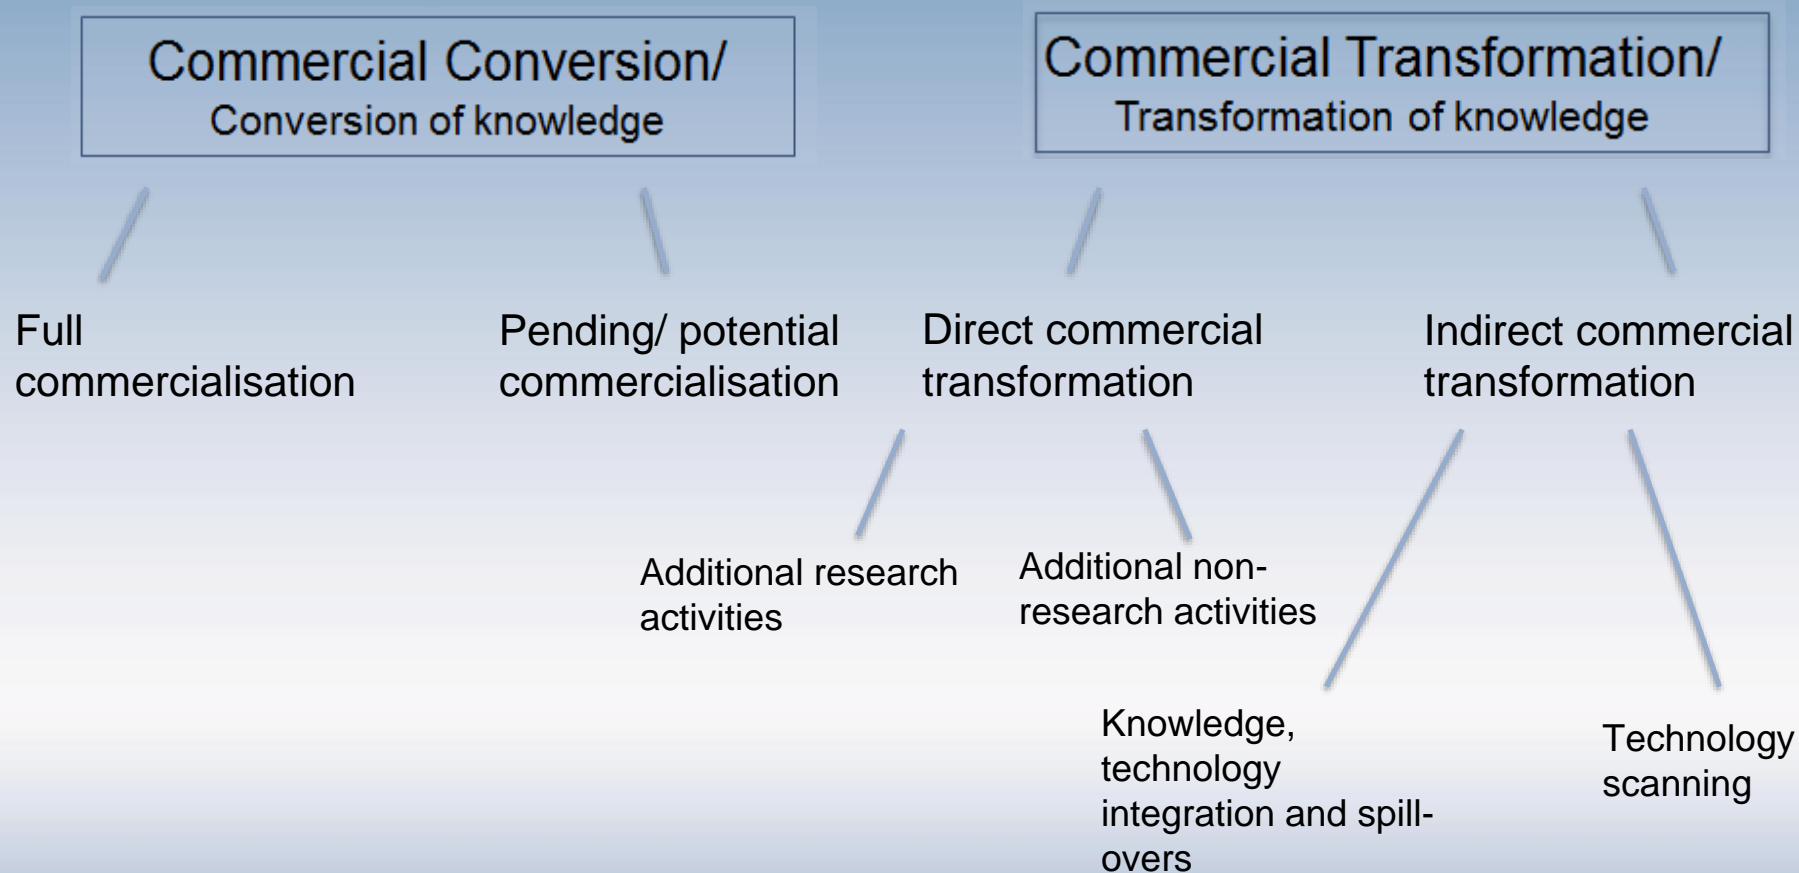 Commercial Conversion/
Conversion of knowledge
Commercial Transformation/
Transformation of knowledge
Full
commercialisation
Pending/ potential
commercialisation
Direct commercial
transformation
Indirect commercial
transformation
Additional research
activities
Additional non-
research activities
Knowledge,
technology
integration and spill-
overs
Technology
scanning